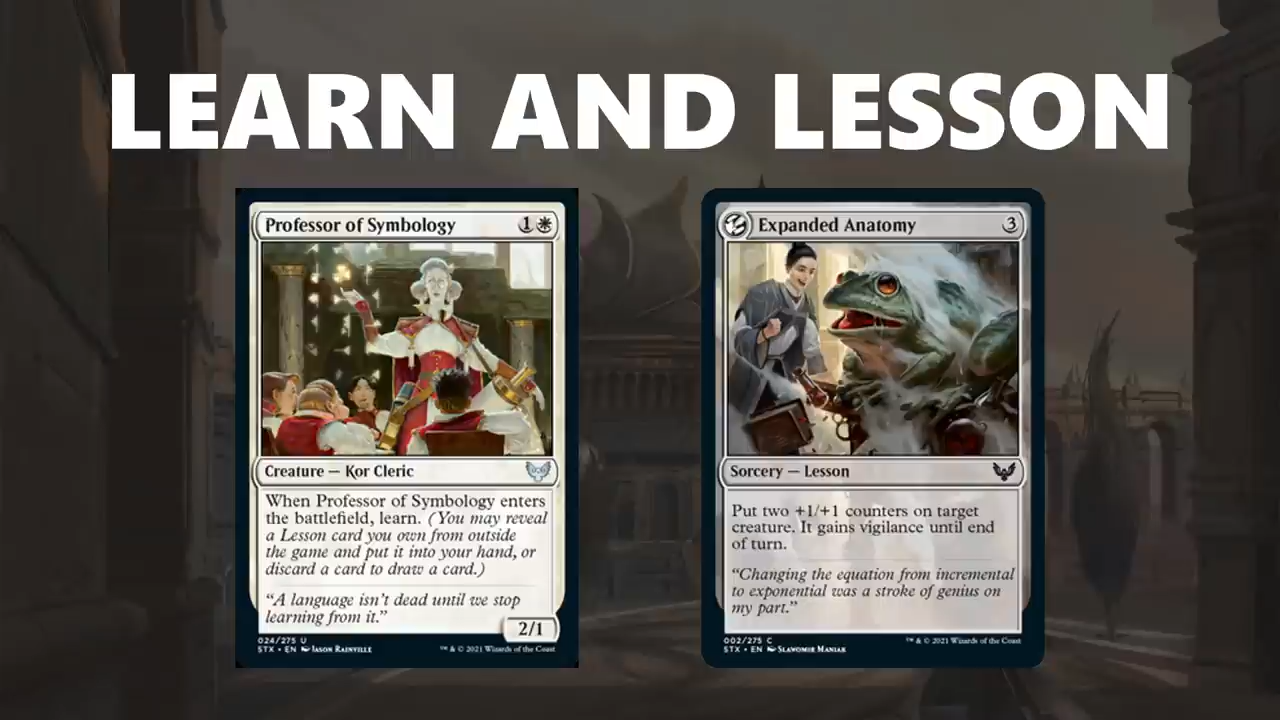 LEARN AND LESSON
Professor of Symbology 1
Creature — Kor Cleric
When Professor of Symbology enters
the battlefield, learn. (You may reveal
a Lesson card you own from outside
the game and put it into your hand, or
discard a card to draw a card.)
“A language isn’t dead until we stop
learning from it.”
2/1
024/275 U
STX • EN Jason Rainville
™ & © 2021 Wizards of the Coast
Expanded Anatomy 3
Sorcery — Lesson
Put two +1/+1 counters on target
creature. It gains vigilance until end
of turn.
“Changing the equation from incremental
to exponential was a stroke of genius on
my part.”
002/275 C
STX • EN Slawomir Maniak
™ & © 2021 Wizards of the Coast